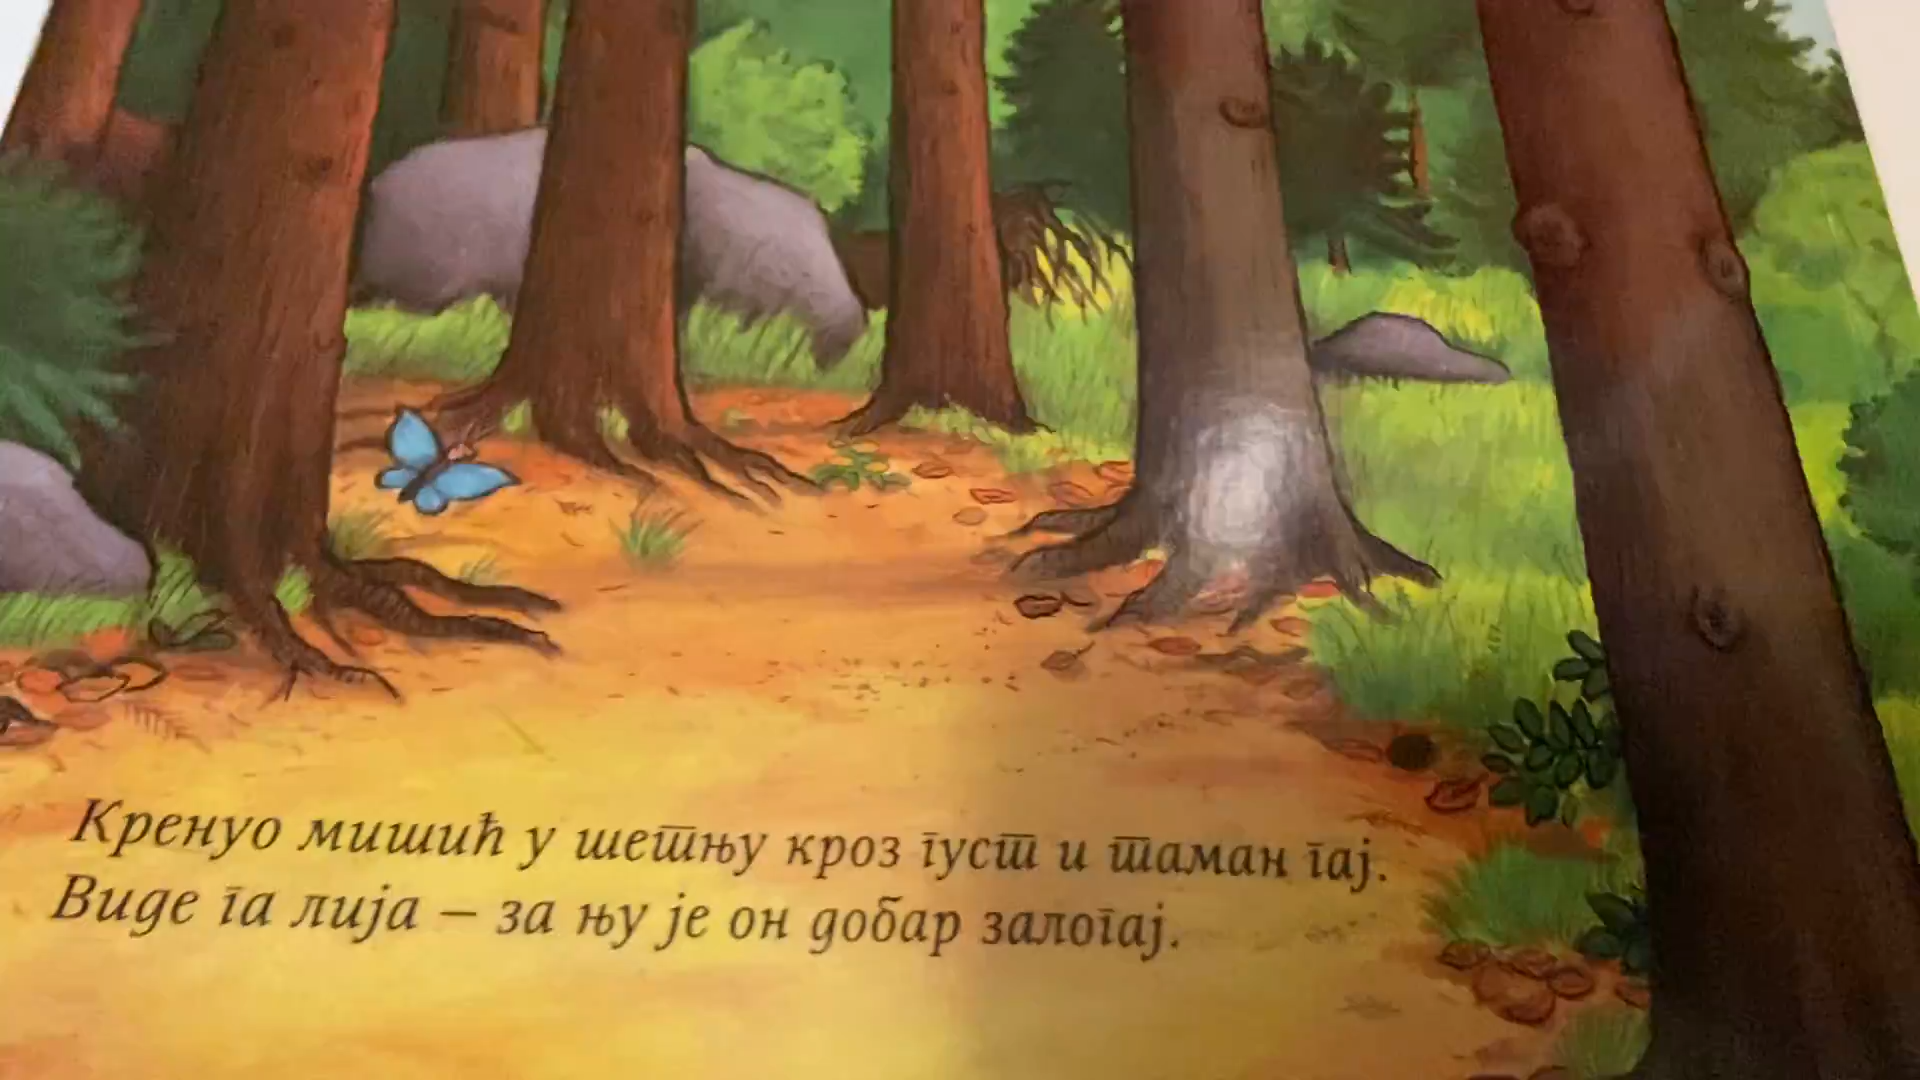 Кренуо мишић у шетњу кроз густ и таман гај.
Виде га лија – за њу је он добар залогај.